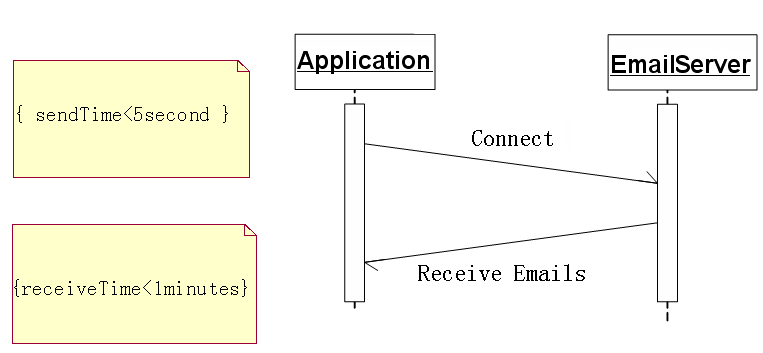 Application
EmailServer
{ sendTime<5second }
Connect
Receive Emails
{receiveTime<1minutes}